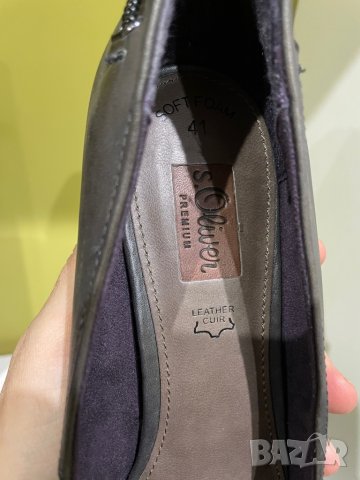 SOFT FOAM
41
s.Oliver
PREMIUM
LEATHER
CUIR
BAZAR